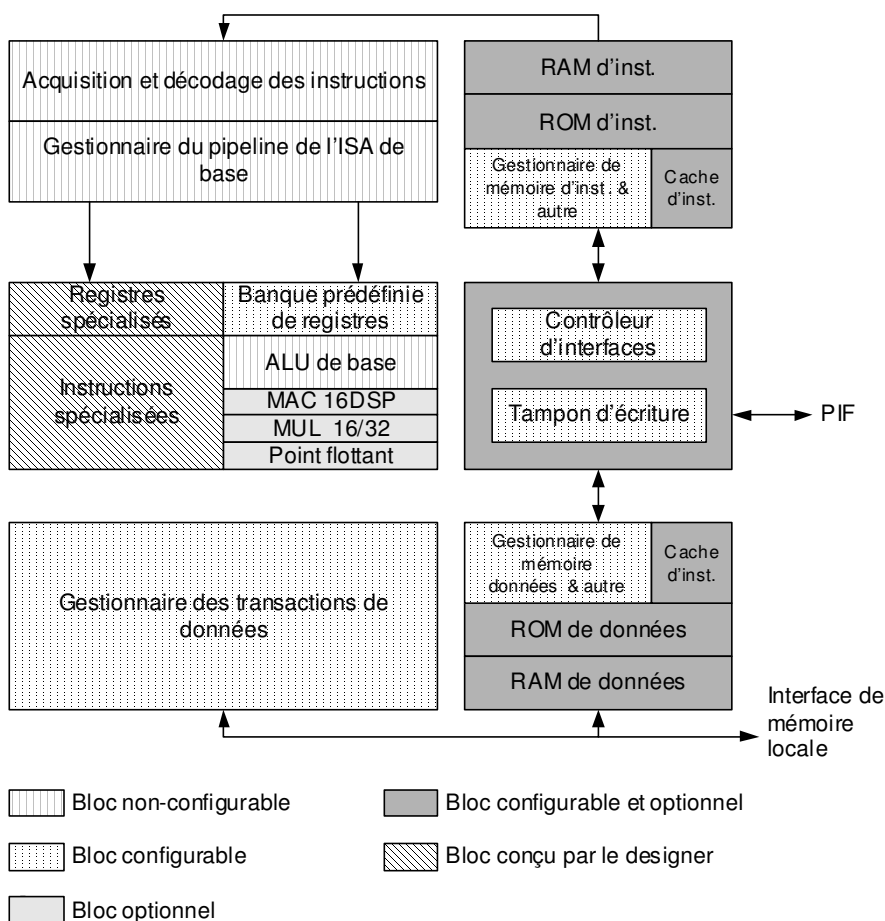 Acquisition et décodage des instructions
Gestionnaire du pipeline de l'ISA de
base
RAM d'inst.
ROM d'inst.
Gestionnaire de
mémoire d'inst. &
autre
Cache
d'inst.
Registres
spécialisés
Banque prédéfinie
de registres
Instructions
spécialisées
ALU de base
MAC 16DSP
MUL 16/32
Point flottant
Contrôleur
d'interfaces
Tampon d'écriture
PIF
Gestionnaire des transactions de
données
Gestionnaire de
mémoire
données & autre
Cache
d'inst.
ROM de données
RAM de données
Interface de
mémoire
locale
Bloc non-configurable
Bloc configurable et optionnel
Bloc configurable
Bloc conçu par le designer
Bloc optionnel